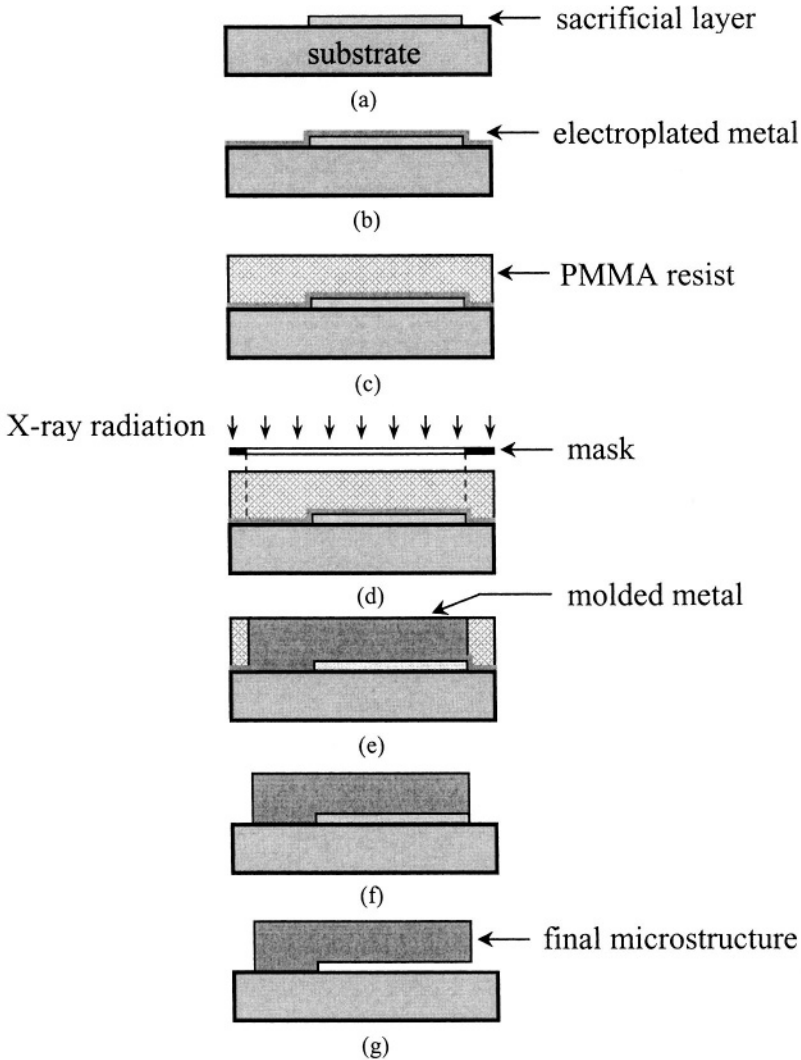 sacrificial layer
substrate
(a)
electroplated metal
(b)
PMMA resist
(c)
X-ray radiation
mask
(d)
molded metal
(e)
(f)
final microstructure
(g)